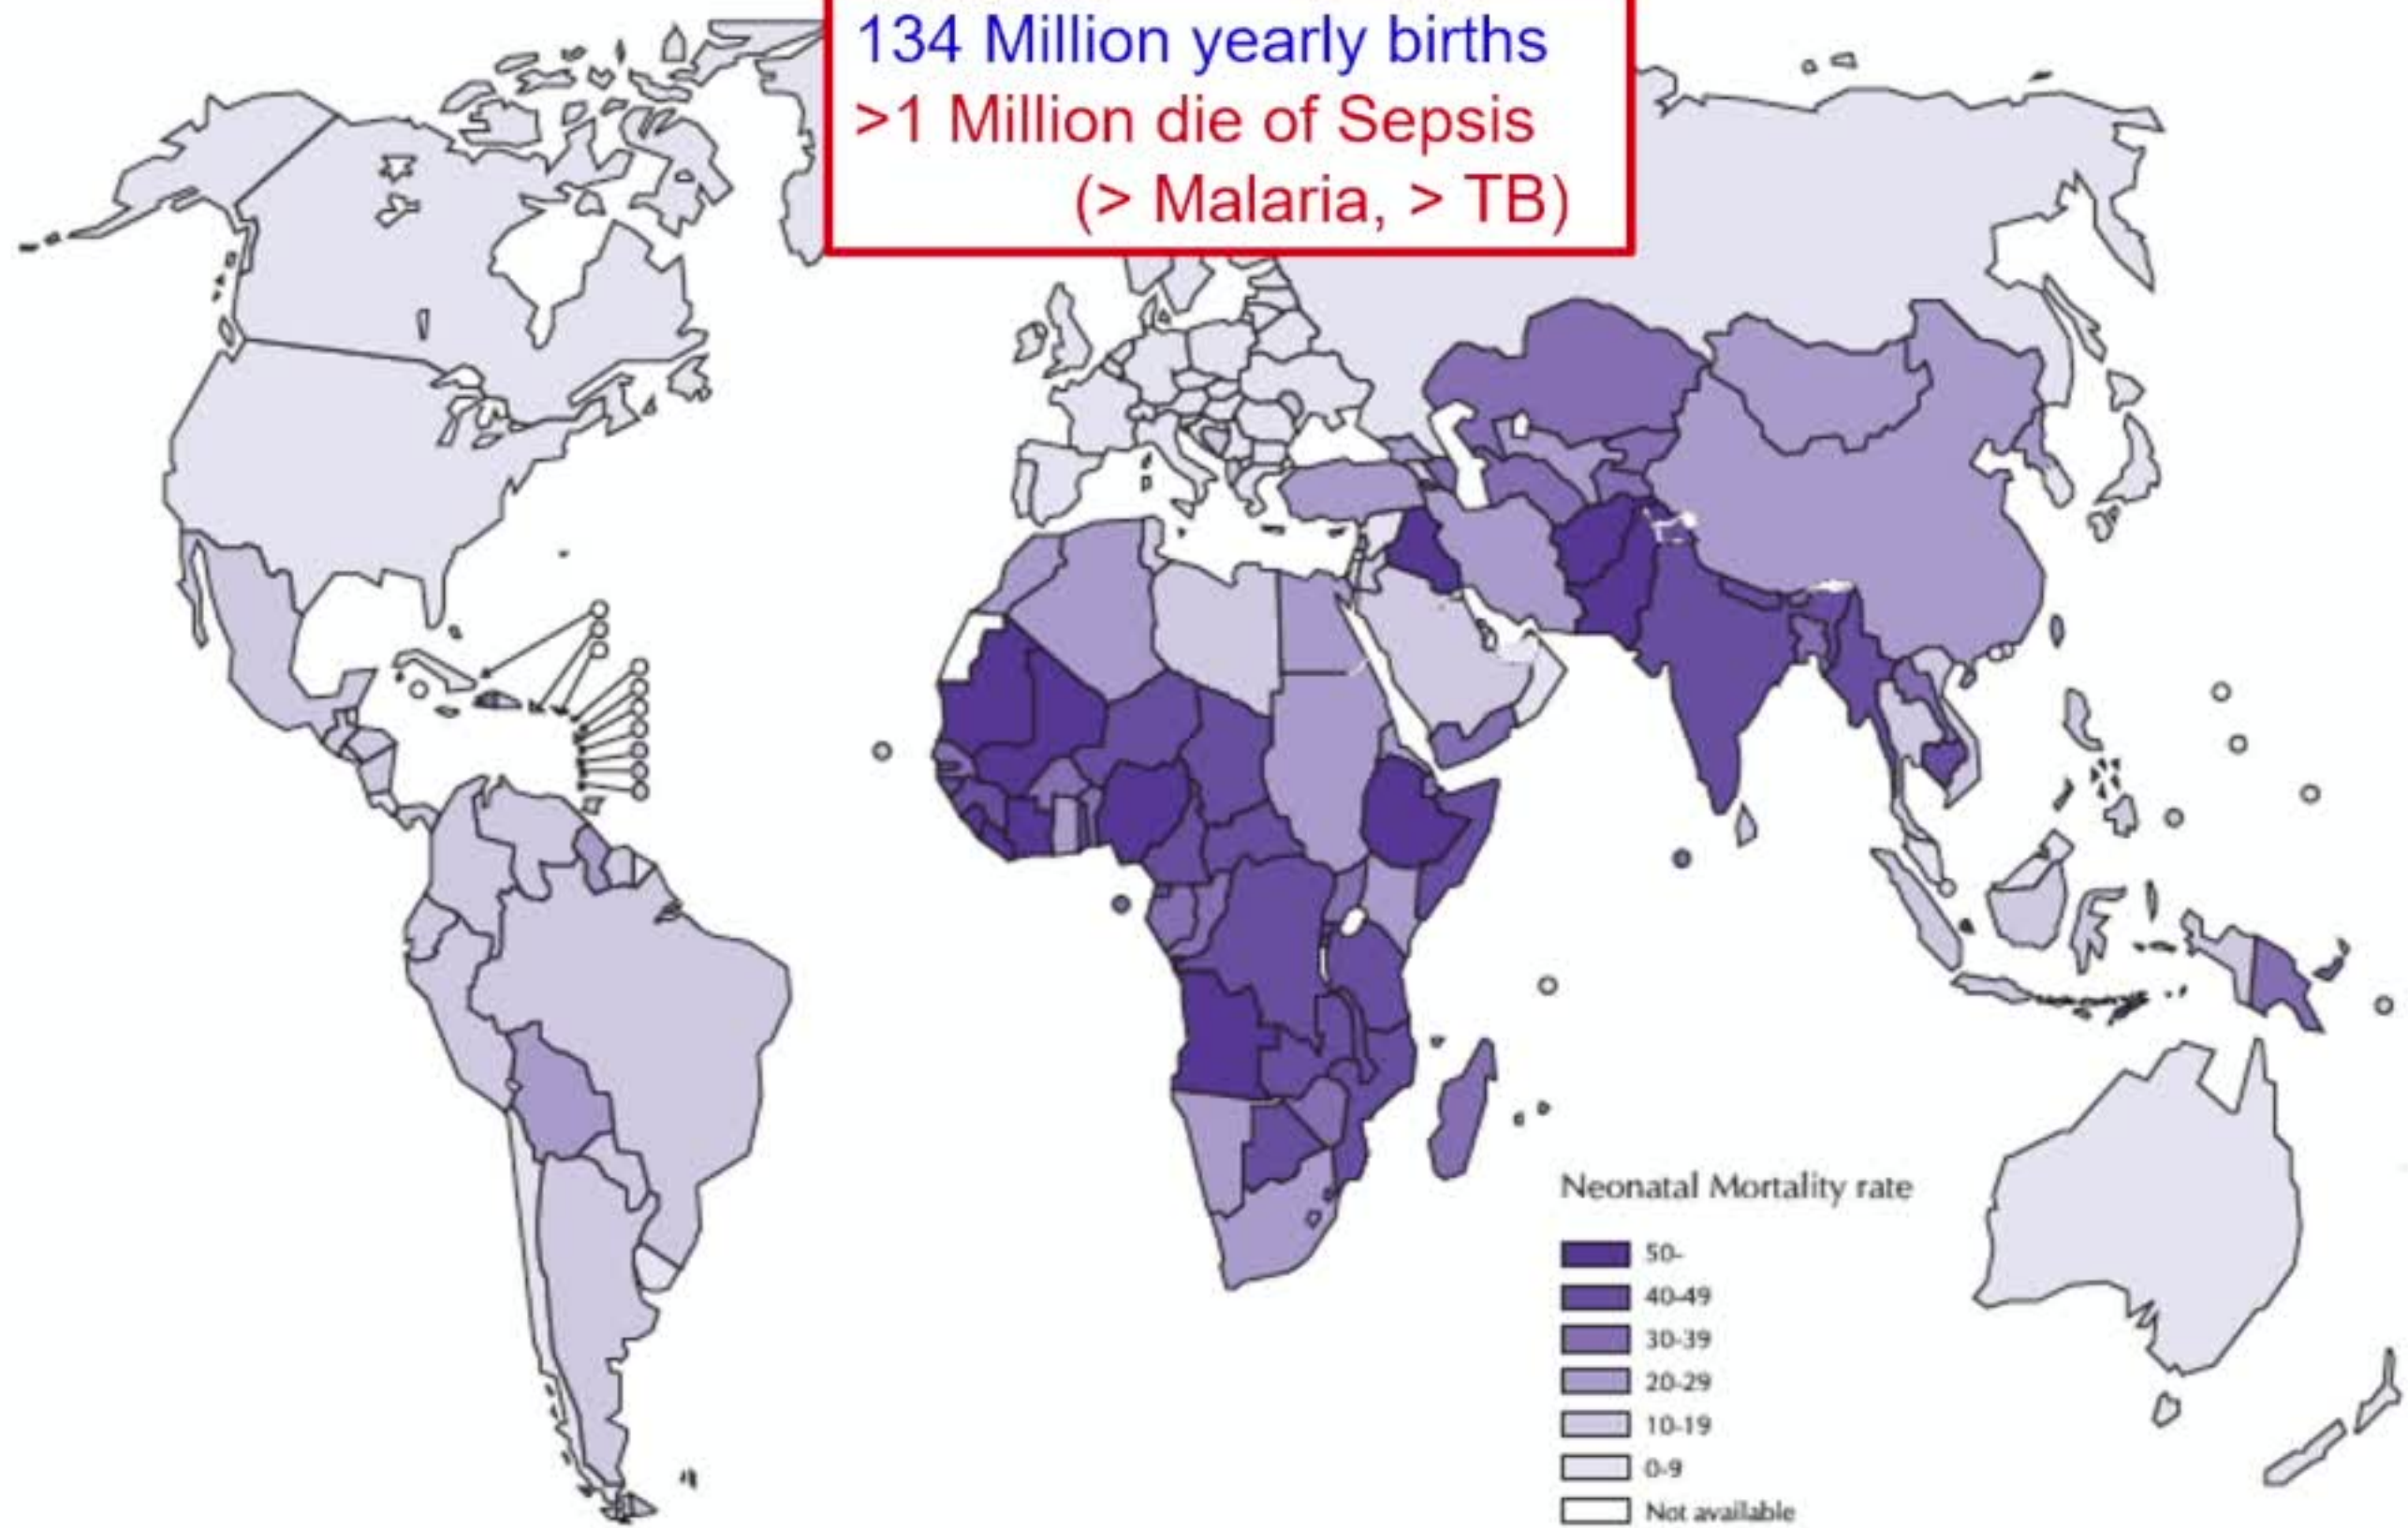 134 Million yearly births
>1 Million die of Sepsis
(> Malaria, > TB)
Neonatal Mortality rate
50-
40-49
30-39
20-29
10-19
0-9
Not available